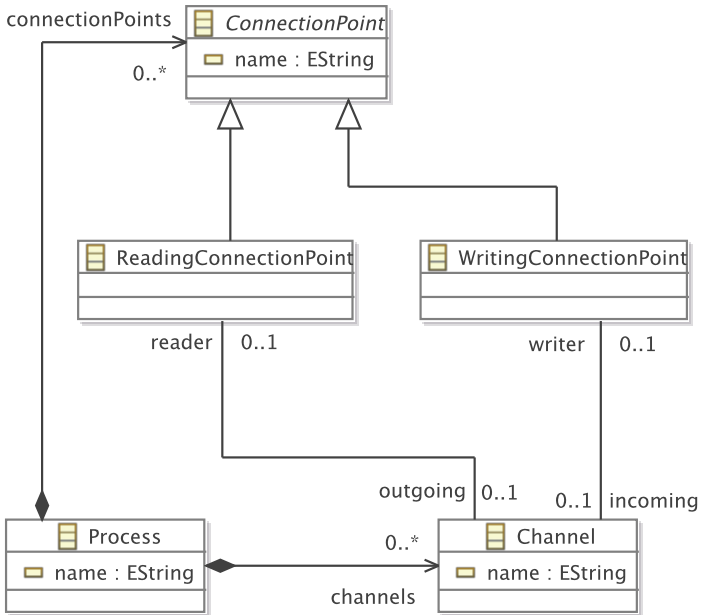 connectionPoints
ConnectionPoint
name : EString
0..*
ReadingConnectionPoint
WritingConnectionPoint
reader 0..1
writer 0..1
outgoing 0..1
0..1 incoming
Process
name : EString
0..*
channels
Channel
name : EString